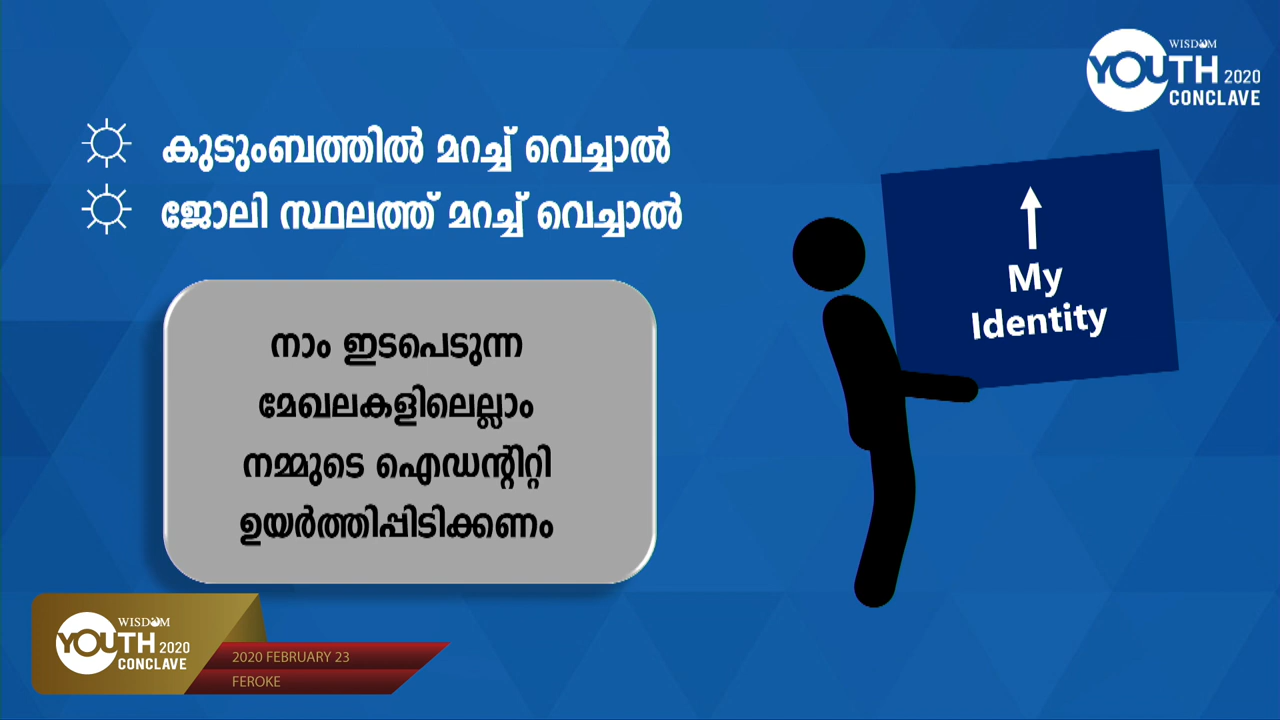 WISDOM
YOUTH 2020
CONCLAVE
കുടുംബത്തിൽ മറച്ച് വെച്ചാൽ
ജോലി സ്ഥലത്ത് മറച്ച് വെച്ചാൽ
My
Identity
നാം ഇടപെടുന്ന
മേഖലകളിലെല്ലാം
നമ്മുടെ ഐഡന്റിറ്റി
ഉയർത്തിപ്പിടിക്കണം
WISDOM
YOUTH 2020
CONCLAVE
2020 FEBRUARY 23
FEROKE